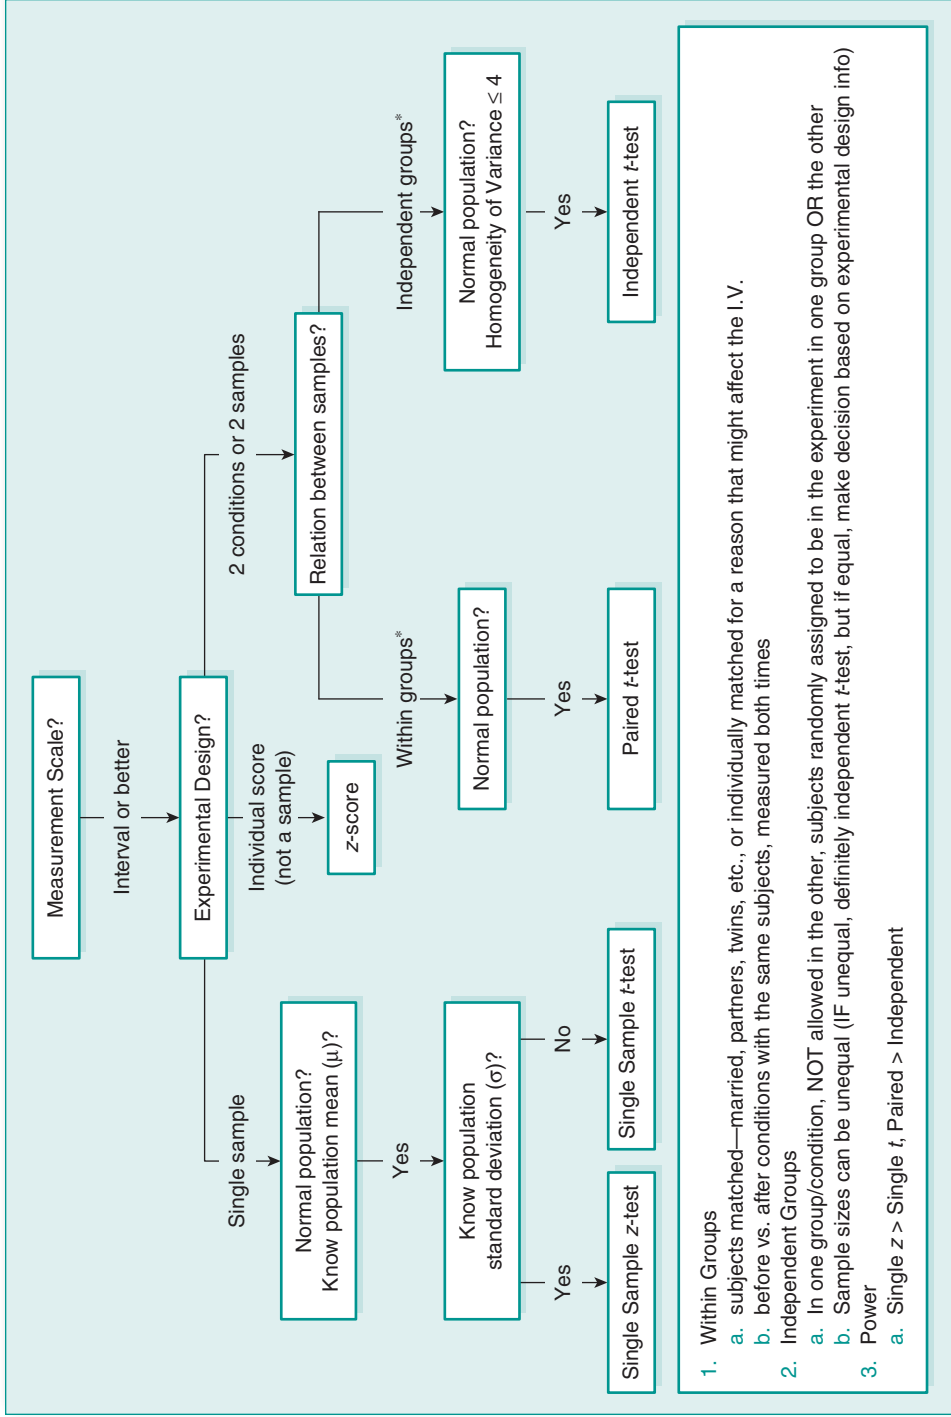 Measurement Scale?
Interval or better
Experimental Design?
Single sample
Individual score
(not a sample)
2 conditions or 2 samples
Normal population?
Know population mean (μ)?
z-score
Relation between samples?
Yes
Within groups*
Independent groups*
Know population
standard deviation (σ)?
Normal population?
Normal population?
Homogeneity of Variance ≤ 4
Yes
No
Yes
Yes
Single Sample z-test
Single Sample t-test
Paired t-test
Independent t-test
1. Within Groups
a. subjects matched—married, partners, twins, etc., or individually matched for a reason that might affect the I.V.
b. before vs. after conditions with the same subjects, measured both times
2. Independent Groups
a. In one group/condition, NOT allowed in the other, subjects randomly assigned to be in the experiment in one group OR the other
b. Sample sizes can be unequal (IF unequal, definitely independent t-test, but if equal, make decision based on experimental design info)
3. Power
a. Single z > Single t, Paired > Independent